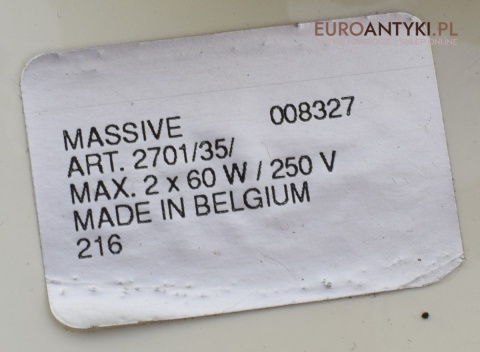 EUROANTYKI.PL
MASSIVE 008327
ART. 2701/35/
MAX. 2 x 60 W / 250 V
MADE IN BELGIUM
216